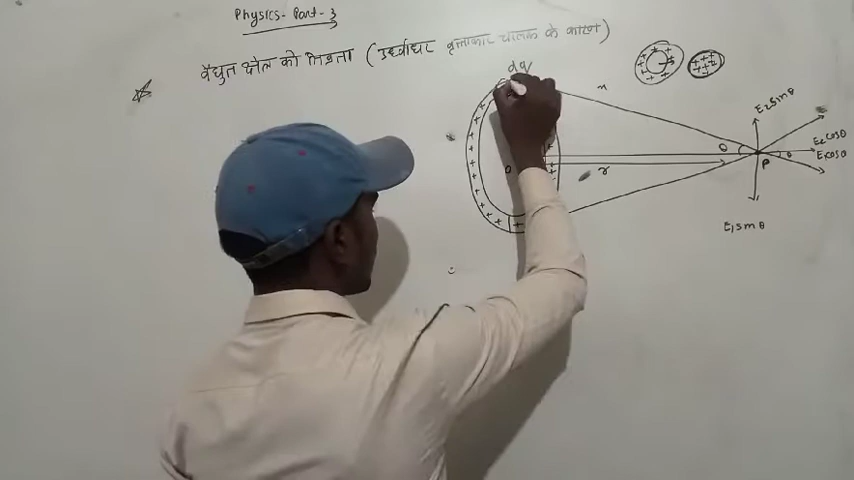 Physics- Part-3
वैधुत क्षेत्र की तिव्रता (उर्ध्वाधर वृत्ताकार चालक के कारण)
dq
x
E₂sinθ
E₂cosθ
θ
θ
E₁cosθ
O
r
P
E₁sinθ